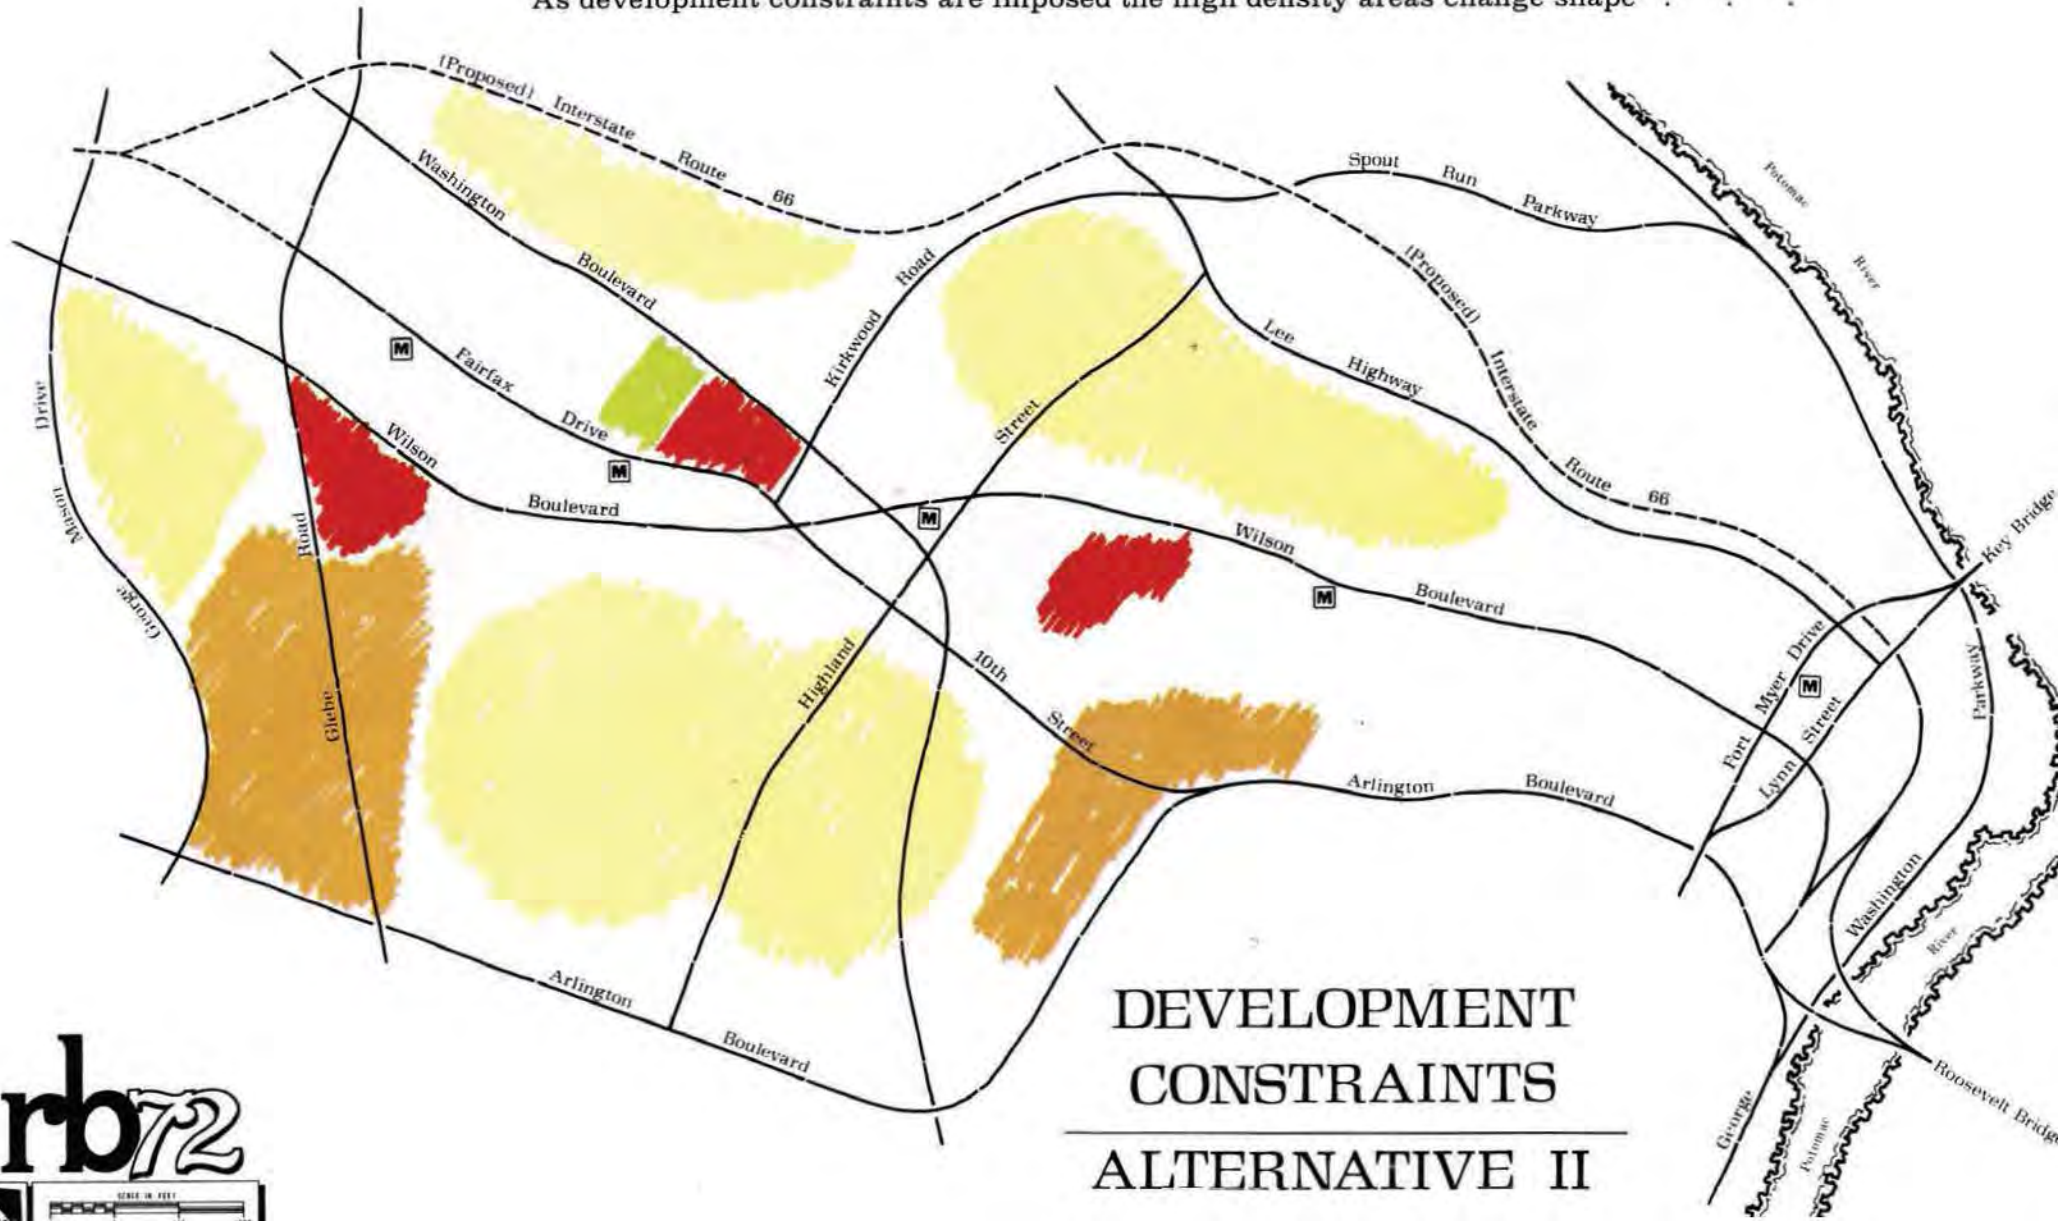 As development constraints are imposed the high density areas change shape . . .
(Proposed) Interstate Route 66
Washington Boulevard
Spout Run Parkway
Potomac River
Kirkwood Road
(Proposed) Interstate Route 66
Lee Highway
M
Fairfax Drive
Drive
Mason
George
Wilson Boulevard
M
Street
Highland
M
Wilson Boulevard
M
Key Bridge
Road
Glebe
10th Street
Fort Myer Drive
M
Lynn Street
Parkway
Washington
George
Arlington Boulevard
River
Potomac
Roosevelt Bridge
Arlington Boulevard
DEVELOPMENT
CONSTRAINTS
ALTERNATIVE II
rb72
SCALE IN FEET